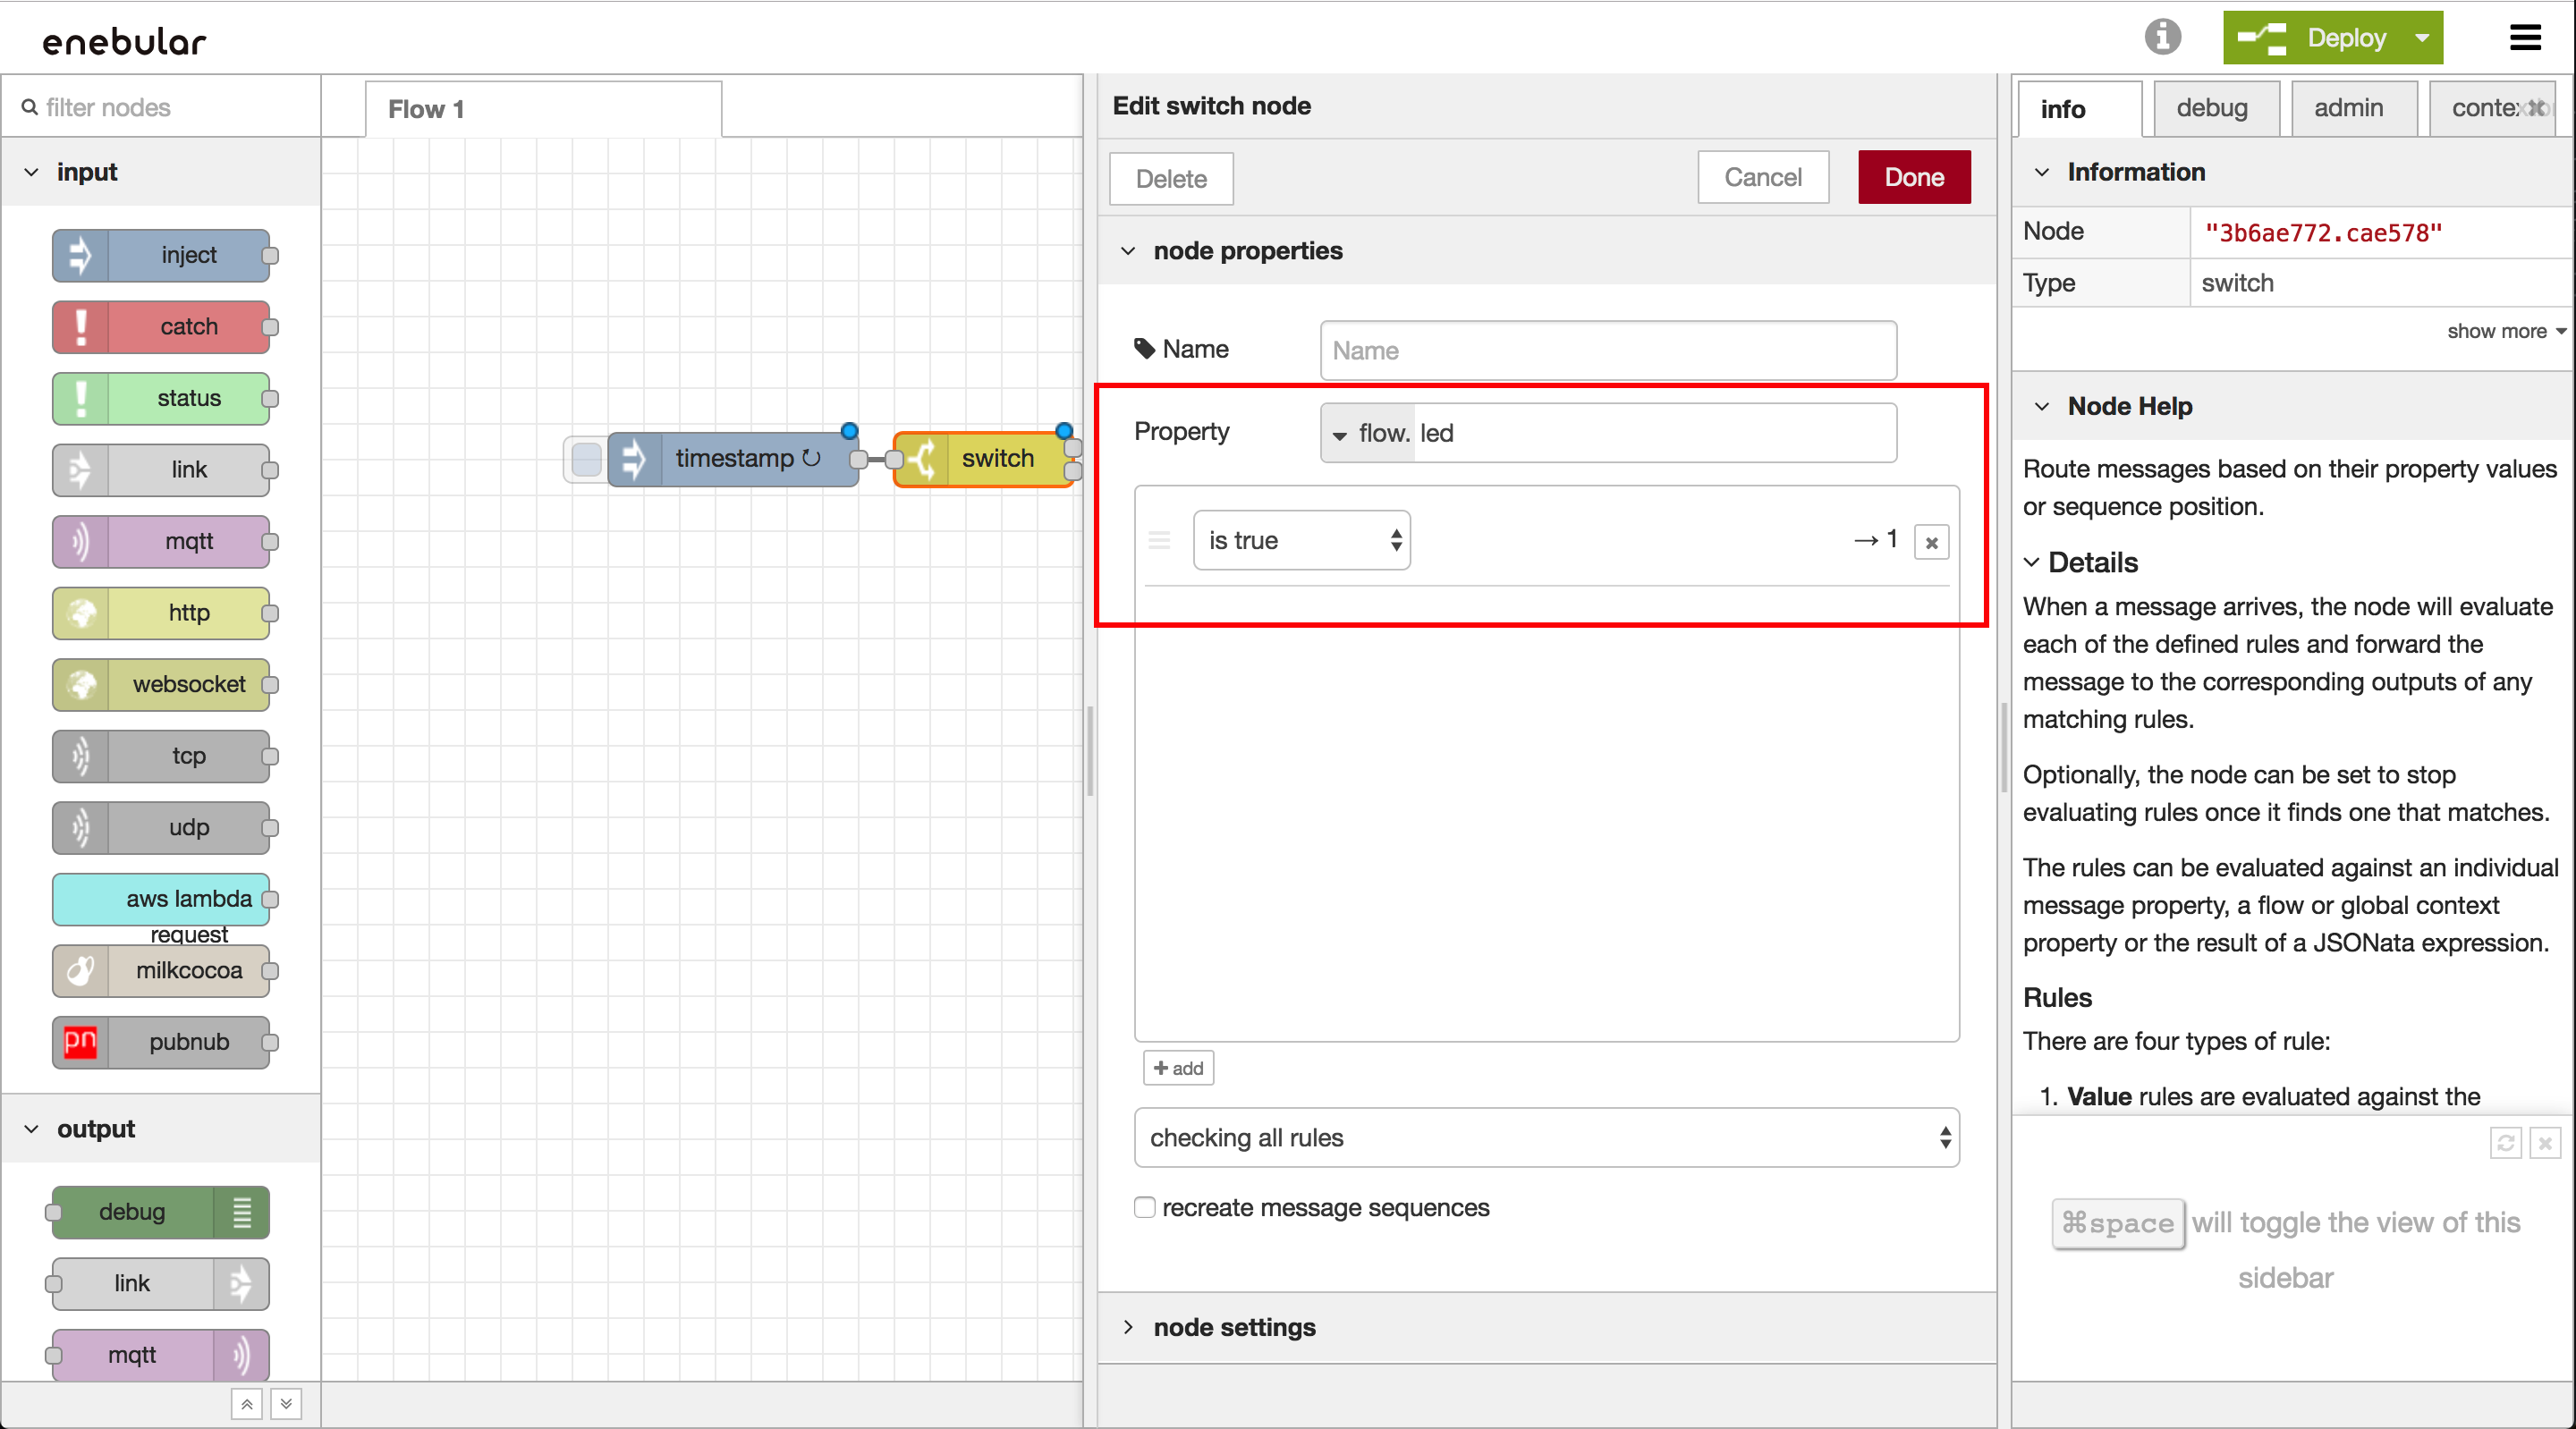 enebular
Deploy
filter nodes
input
inject
catch
status
link
mqtt
http
websocket
tcp
udp
aws lambda
request
milkcocoa
pn
pubnub
output
debug
link
mqtt
Flow 1
timestamp ↻
switch
Edit switch node
Delete
Cancel
Done
node properties
Name
Name
Property
flow. led
is true
→ 1
add
checking all rules
recreate message sequences
node settings
info
debug
admin
Information
Node
"3b6ae772.cae578"
Type
switch
show more
Node Help
Route messages based on their property values
or sequence position.
Details
When a message arrives, the node will evaluate
each of the defined rules and forward the
message to the corresponding outputs of any
matching rules.
Optionally, the node can be set to stop
evaluating rules once it finds one that matches.
The rules can be evaluated against an individual
message property, a flow or global context
property or the result of a JSONata expression.
Rules
There are four types of rule:
1. Value rules are evaluated against the
⌘space will toggle the view of this
sidebar